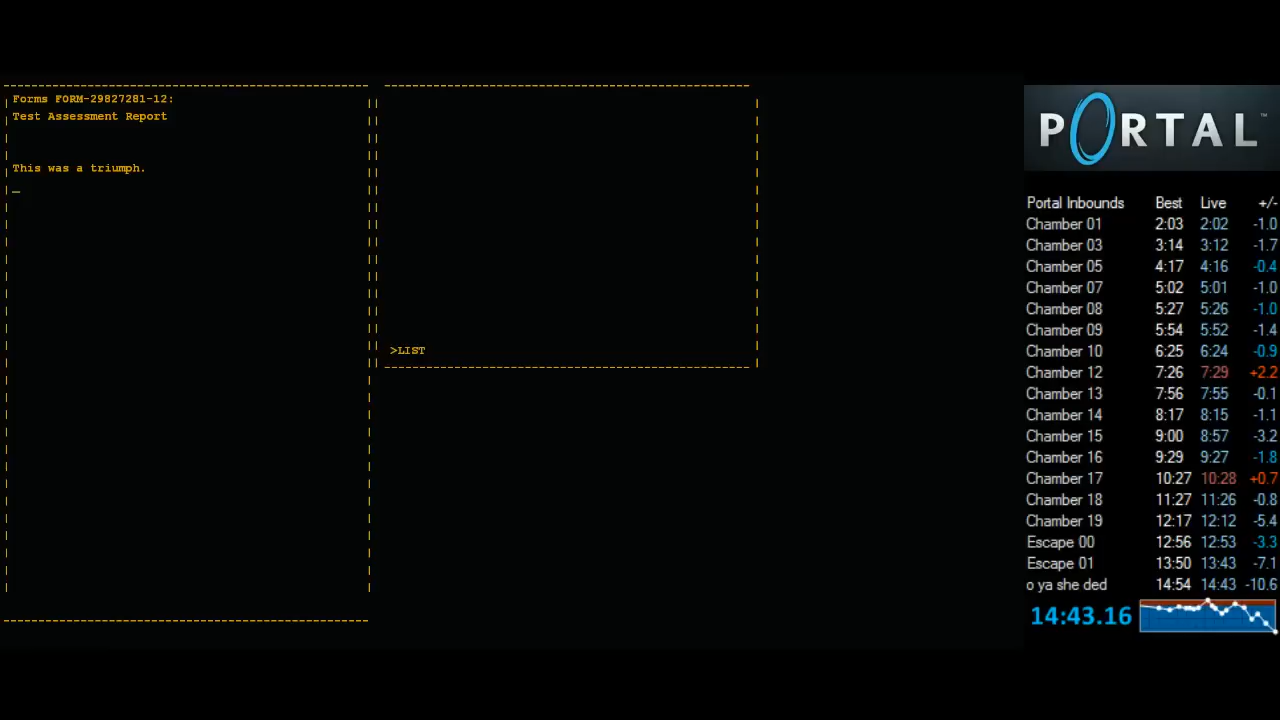 Forms FORM-29827281-12:
Test Assessment Report
This was a triumph.
>LIST
PORTAL™
Portal Inbounds Best Live +/-
Chamber 01 2:03 2:02 -1.0
Chamber 03 3:14 3:12 -1.7
Chamber 05 4:17 4:16 -0.4
Chamber 07 5:02 5:01 -1.0
Chamber 08 5:27 5:26 -1.0
Chamber 09 5:54 5:52 -1.4
Chamber 10 6:25 6:24 -0.9
Chamber 12 7:26 7:29 +2.2
Chamber 13 7:56 7:55 -0.1
Chamber 14 8:17 8:15 -1.1
Chamber 15 9:00 8:57 -3.2
Chamber 16 9:29 9:27 -1.8
Chamber 17 10:27 10:28 +0.7
Chamber 18 11:27 11:26 -0.8
Chamber 19 12:17 12:12 -5.4
Escape 00 12:56 12:53 -3.3
Escape 01 13:50 13:43 -7.1
o ya she ded 14:54 14:43 -10.6
14:43.16